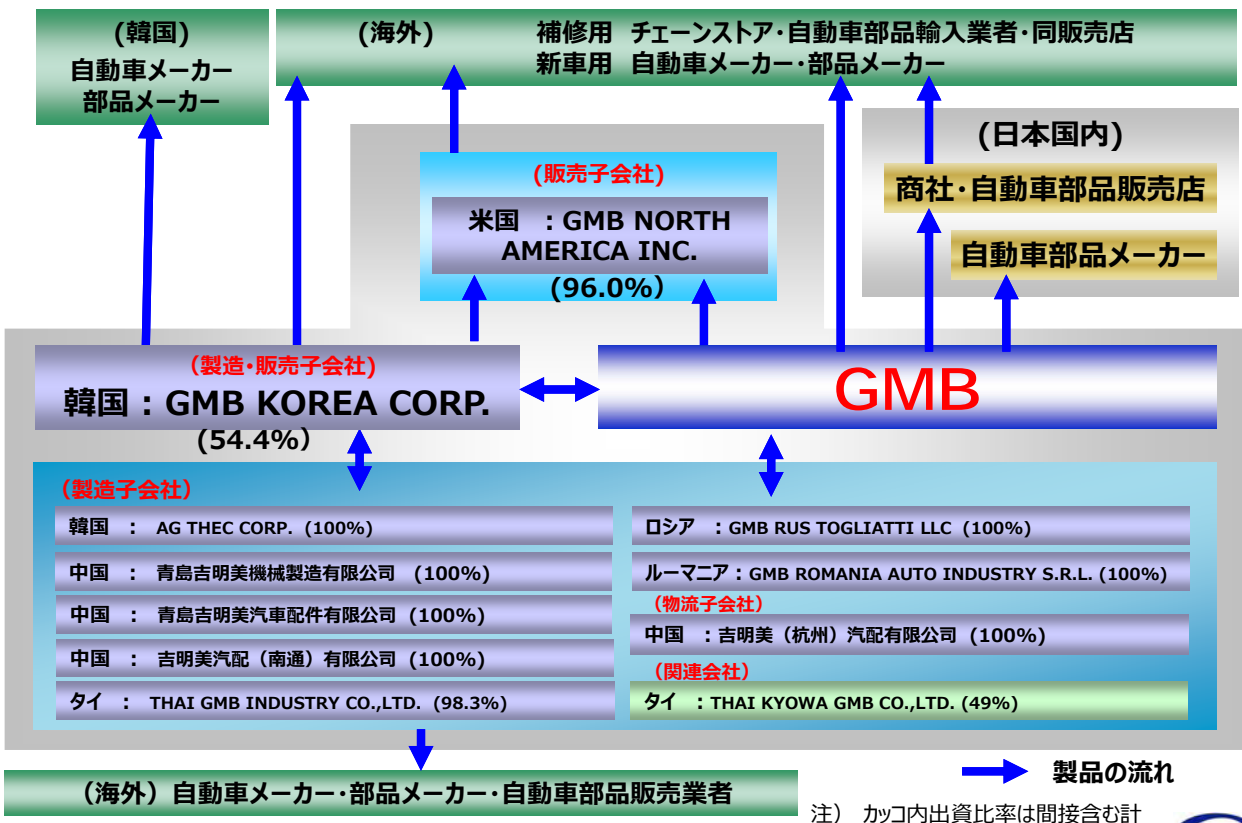 (韓国)
自動車メーカー
部品メーカー
(海外) 補修用 チェーンストア・自動車部品輸入業者・同販売店
新車用 自動車メーカー・部品メーカー
(日本国内)
商社・自動車部品販売店
自動車部品メーカー
(販売子会社)
米国 :GMB NORTH
AMERICA INC.
(96.0%)
(製造・販売子会社)
韓国:GMB KOREA CORP.
(54.4%)
GMB
(製造子会社)
韓国 : AG THEC CORP. (100%)
中国 : 青島吉明美機械製造有限公司 (100%)
中国 : 青島吉明美汽車配件有限公司 (100%)
中国 : 吉明美汽配(南通)有限公司 (100%)
タイ : THAI GMB INDUSTRY CO.,LTD. (98.3%)
ロシア :GMB RUS TOGLIATTI LLC (100%)
ルーマニア:GMB ROMANIA AUTO INDUSTRY S.R.L. (100%)
(物流子会社)
中国 :吉明美(杭州)汽配有限公司 (100%)
(関連会社)
タイ :THAI KYOWA GMB CO.,LTD. (49%)
(海外)自動車メーカー・部品メーカー・自動車部品販売業者
製品の流れ
注) カッコ内出資比率は間接含む計